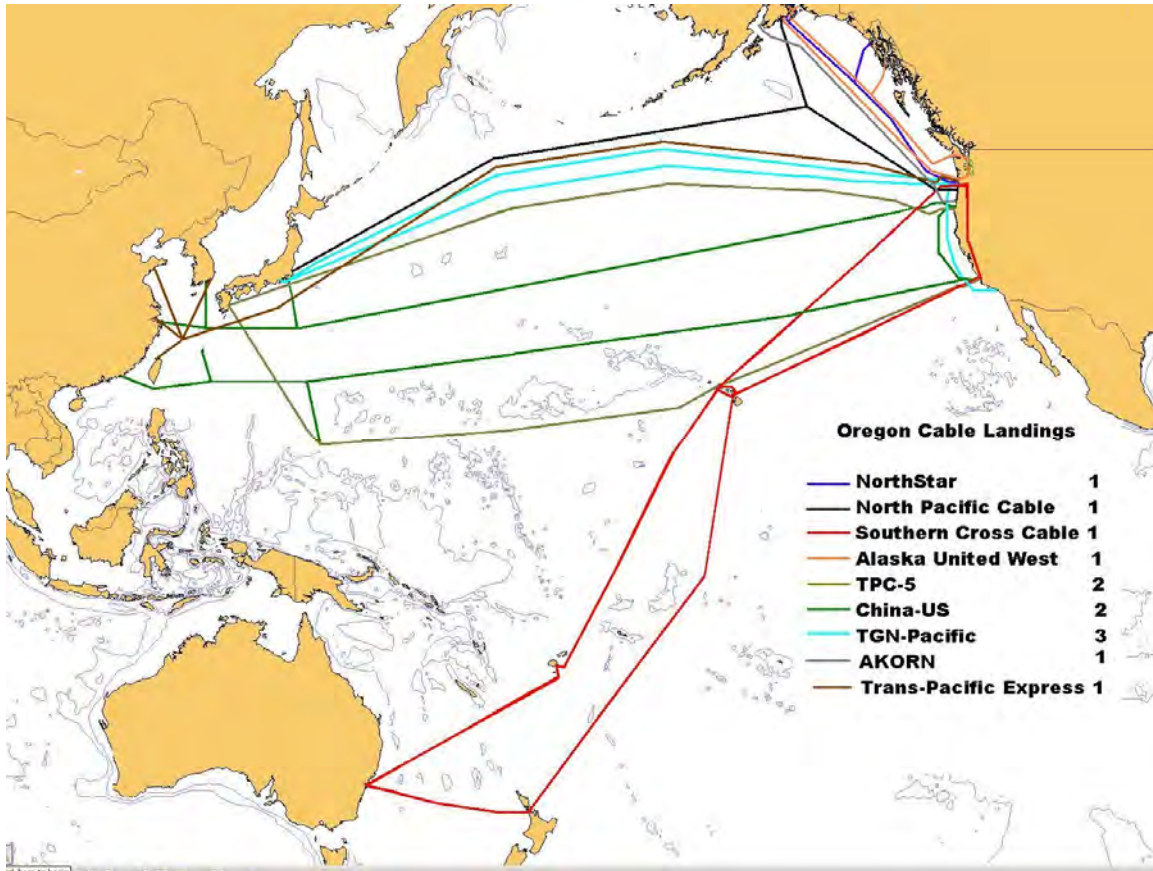 SEA
Oregon Cable Landings
NorthStar 1
North Pacific Cable 1
Southern Cross Cable 1
Alaska United West 1
TPC-5 2
China-US 2
TGN-Pacific 3
AKORN 1
Trans-Pacific Express 1